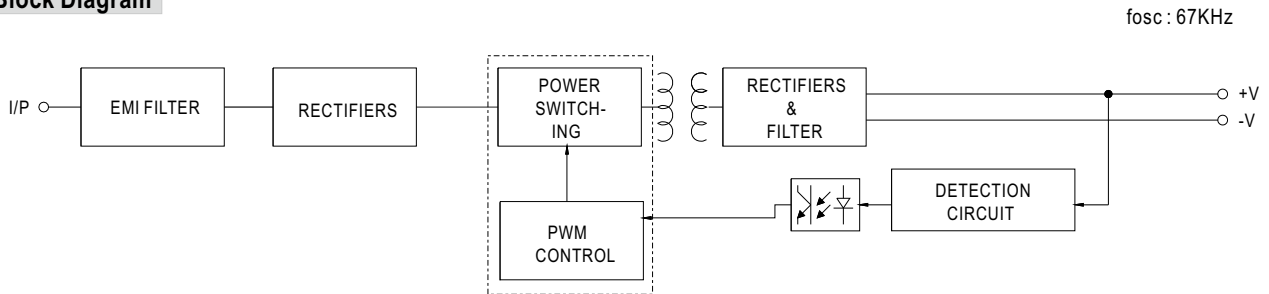 Block Diagram
fosc : 67KHz
I/P
EMI FILTER
RECTIFIERS
POWER
SWITCH-
ING
RECTIFIERS
&
FILTER
+V
-V
DETECTION
CIRCUIT
PWM
CONTROL